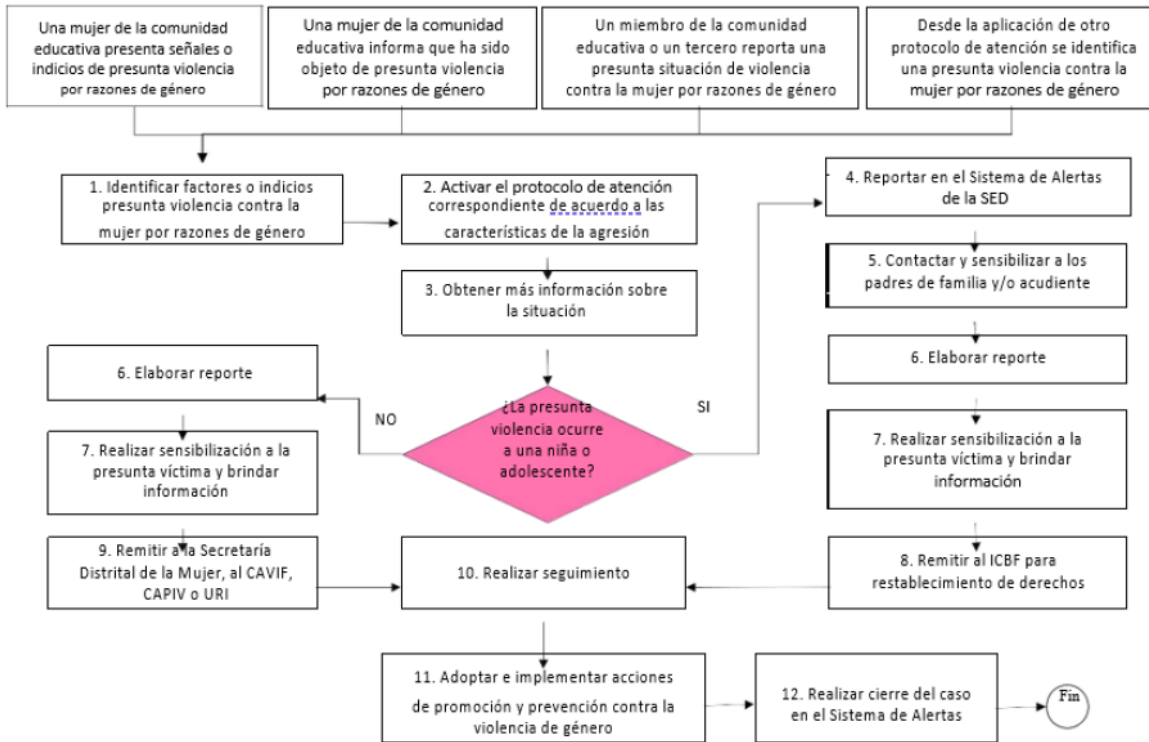 Una mujer de la comunidad
educativa presenta señales o
indicios de presunta violencia
por razones de género
Una mujer de la comunidad
educativa informa que ha sido
objeto de presunta violencia
por razones de género
Un miembro de la comunidad
educativa o un tercero reporta una
presunta situación de violencia
contra la mujer por razones de género
Desde la aplicación de otro
protocolo de atención se identifica
una presunta violencia contra la
mujer por razones de género
1. Identificar factores o indicios
presunta violencia contra la
mujer por razones de género
2. Activar el protocolo de atención
correspondiente de acuerdo a las
características de la agresión
3. Obtener más información sobre
la situación
¿La presunta
violencia ocurre
a una niña o
adolescente?
NO
SI
6. Elaborar reporte
7. Realizar sensibilización a la
presunta víctima y brindar
información
9. Remitir a la Secretaría
Distrital de la Mujer, al CAVIF,
CAPIV o URI
4. Reportar en el Sistema de Alertas
de la SED
5. Contactar y sensibilizar a los
padres de familia y/o acudiente
6. Elaborar reporte
7. Realizar sensibilización a la
presunta víctima y brindar
información
8. Remitir al ICBF para
restablecimiento de derechos
10. Realizar seguimiento
11. Adoptar e implementar acciones
de promoción y prevención contra la
violencia de género
12. Realizar cierre del caso
en el Sistema de Alertas
Fin